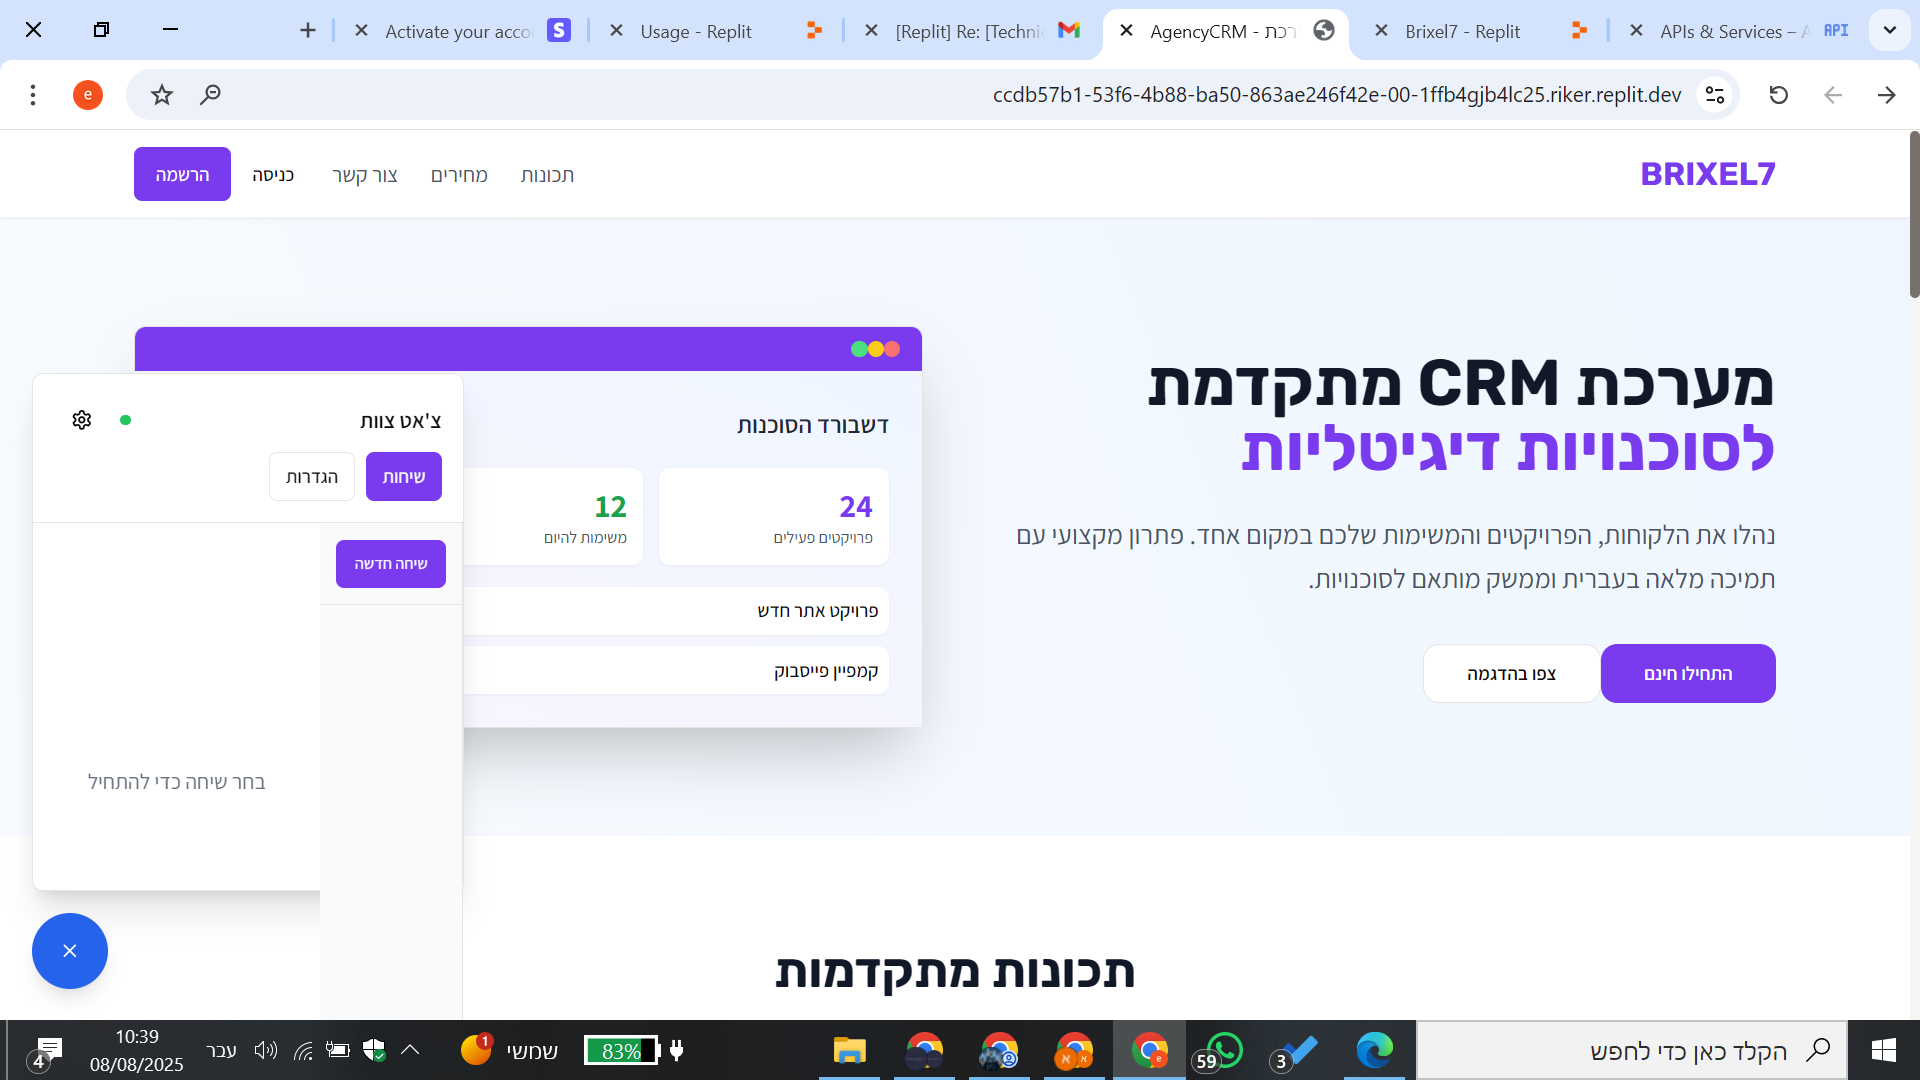 Activate your acco
Usage - Replit
[Replit] Re: [Techni
AgencyCRM - רכת
Brixel7 - Replit
APIs & Services – A
API
e
ccdb57b1-53f6-4b88-ba50-863ae246f42e-00-1ffb4gjb4lc25.riker.replit.dev
BRIXEL7
תכונות
מחירים
צור קשר
כניסה
הרשמה
מערכת CRM מתקדמת
לסוכנויות דיגיטליות
נהלו את הלקוחות, הפרויקטים והמשימות שלכם במקום אחד. פתרון מקצועי עם
תמיכה מלאה בעברית וממשק מותאם לסוכנויות.
התחילו חינם
צפו בהדגמה
דשבורד הסוכנות
24
פרויקטים פעילים
12
משימות להיום
פרויקט אתר חדש
קמפיין פייסבוק
צ'אט צוות
שיחות
הגדרות
שיחה חדשה
בחר שיחה כדי להתחיל
תכונות מתקדמות
הקלד כאן כדי לחפש
3
59
e
א
א
83%
שמשי
1
עבר
10:39
08/08/2025
4